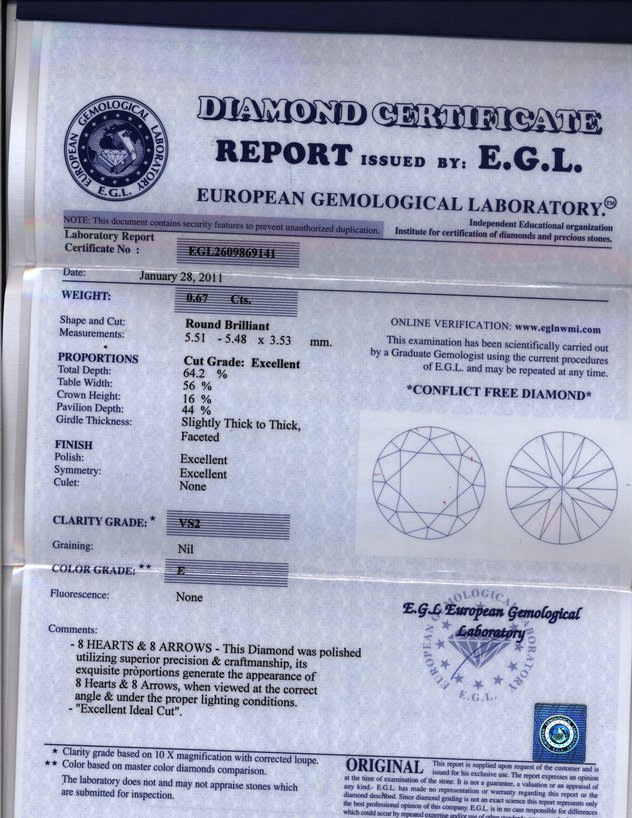 EUROPEAN GEMOLOGICAL LABORATORY
E.G.L.
DIAMOND CERTIFICATE
REPORT ISSUED BY: E.G.L.
EUROPEAN GEMOLOGICAL LABORATORY.™
NOTE: This document contains security features to prevent unauthorized duplication.
Independent Educational organization
Institute for certification of diamonds and precious stones.
Laboratory Report
Certificate No : EGL2609869141
Date: January 28, 2011
WEIGHT: 0.67 Cts.
Shape and Cut: Round Brilliant
Measurements: 5.51 - 5.48 x 3.53 mm.
PROPORTIONS Cut Grade: Excellent
Total Depth: 64.2 %
Table Width: 56 %
Crown Height: 16 %
Pavilion Depth: 44 %
Girdle Thickness: Slightly Thick to Thick,
Faceted
FINISH
Polish: Excellent
Symmetry: Excellent
Culet: None
CLARITY GRADE: * VS2
Graining: Nil
COLOR GRADE: ** E
Fluorescence: None
ONLINE VERIFICATION: www.eglnwmi.com
This examination has been scientifically carried out
by a Graduate Gemologist using the current procedures
of E.G.L. and may be repeated at any time.
*CONFLICT FREE DIAMOND*
E.G.L European Gemological
Laboratory
EUROPEAN GEMOLOGICAL LABORATORY
E.G.L.
Comments:
- 8 HEARTS & 8 ARROWS - This Diamond was polished
utilizing superior precision & craftmanship, its
exquisite proportions generate the appearance of
8 Hearts & 8 Arrows, when viewed at the correct
angle & under the proper lighting conditions.
- "Excellent Ideal Cut".
* Clarity grade based on 10 X magnification with corrected loupe.
** Color based on master color diamonds comparison.
The laboratory does not and may not appraise stones which
are submitted for inspection.
ORIGINAL This report is supplied upon request of the customer and is
issued for his exclusive use. The report expresses an opinion
at the time of examination of the stone. It is not a guarantee, a valuation or an appraisal of
any kind.- E.G.L. has made no representation or warranty regarding this report or the
diamond described. Since diamond grading is not an exact science this report represents only
the best professional opinion of this company. E.G.L. is in no case responsible for differences
which could occur by repeated expertise and/or use of other